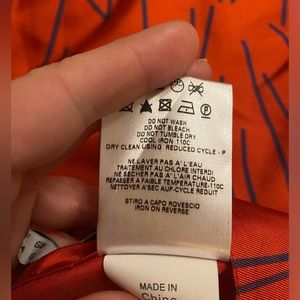 DO NOT WASH
DO NOT BLEACH
DO NOT TUMBLE DRY
COOL IRON 110C
DRY CLEAN USING REDUCED CYCLE - P
NE LAVER PAS A' L'EAU
TRAITEMENT AU CHLORE INTERDI
NE SECHER PAS A' L'AIR CHAUD
REPASSER A FAIBLE TEMPERATURE-110C
NETTOYER A'SEC AUF-CYCLE REDUIT
STIRO A CAPO ROVESCIO
IRON ON REVERSE
MADE IN
China